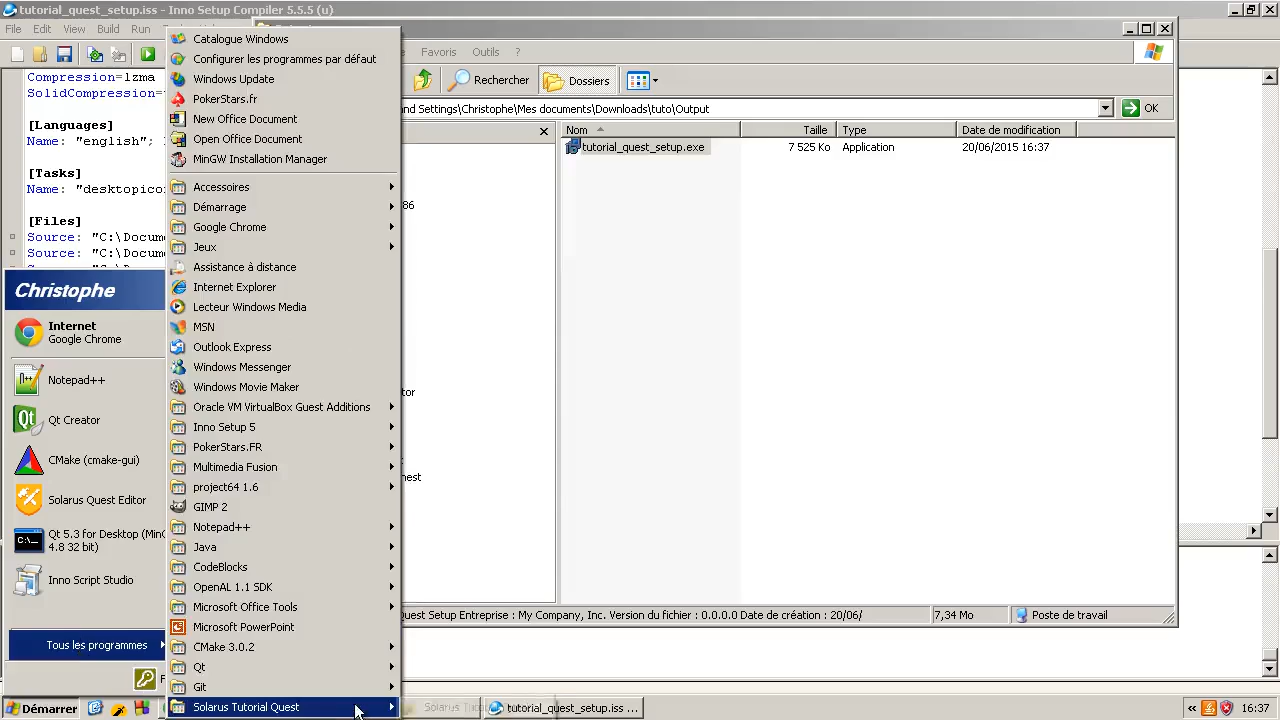 tutorial_quest_setup.iss - Inno Setup Compiler 5.5.5 (u)
File Edit View Build Run
Favoris Outils ?
Rechercher Dossiers
Compression=lzma
SolidCompression=
[Languages]
Name: "english";
[Tasks]
Name: "desktopico
[Files]
Source: "C:\Docume
Source: "C:\Docume
and Settings\Christophe\Mes documents\Downloads\tuto\Output OK
Nom Taille Type Date de modification
tutorial_quest_setup.exe 7 525 Ko Application 20/06/2015 16:37
86
tor
nest
Quest Setup Entreprise : My Company, Inc. Version du fichier : 0.0.0.0 Date de création : 20/06/ 7,34 Mo Poste de travail
Christophe
Internet
Google Chrome
Notepad++
Qt Creator
CMake (cmake-gui)
Solarus Quest Editor
Qt 5.3 for Desktop (MinG
4.8 32 bit)
Inno Script Studio
Tous les programmes
F
Catalogue Windows
Configurer les programmes par défaut
Windows Update
PokerStars.fr
New Office Document
Open Office Document
MinGW Installation Manager
Accessoires
Démarrage
Google Chrome
Jeux
Assistance à distance
Internet Explorer
Lecteur Windows Media
MSN
Outlook Express
Windows Messenger
Windows Movie Maker
Oracle VM VirtualBox Guest Additions
Inno Setup 5
PokerStars.FR
Multimedia Fusion
project64 1.6
GIMP 2
Notepad++
Java
CodeBlocks
OpenAL 1.1 SDK
Microsoft Office Tools
Microsoft PowerPoint
CMake 3.0.2
Qt
Git
Solarus Tutorial Quest
Démarrer
tutorial_quest_setup.iss ...
16:37